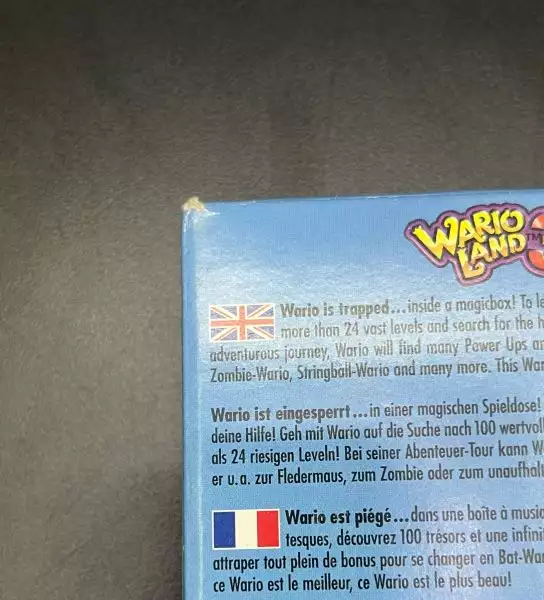 WARIO
LAND™
Wario is trapped...inside a magicbox! To le
more than 24 vast levels and search for the h
adventurous journey, Wario will find many Power Ups an
Zombie-Wario, Stringball-Wario and many more. This War
Wario ist eingesperrt...in einer magischen Spieldose!
deine Hilfe! Geh mit Wario auf die Suche nach 100 wertvoll
als 24 riesigen Leveln! Bei seiner Abenteuer-Tour kann W
er u.a. zur Fledermaus, zum Zombie oder zum unaufhalt
Wario est piégé...dans une boîte à music
tesques, découvrez 100 trésors et une infinit
attraper tout plein de bonus pour se changer en Bat-War
ce Wario est le meilleur, ce Wario est le plus beau!